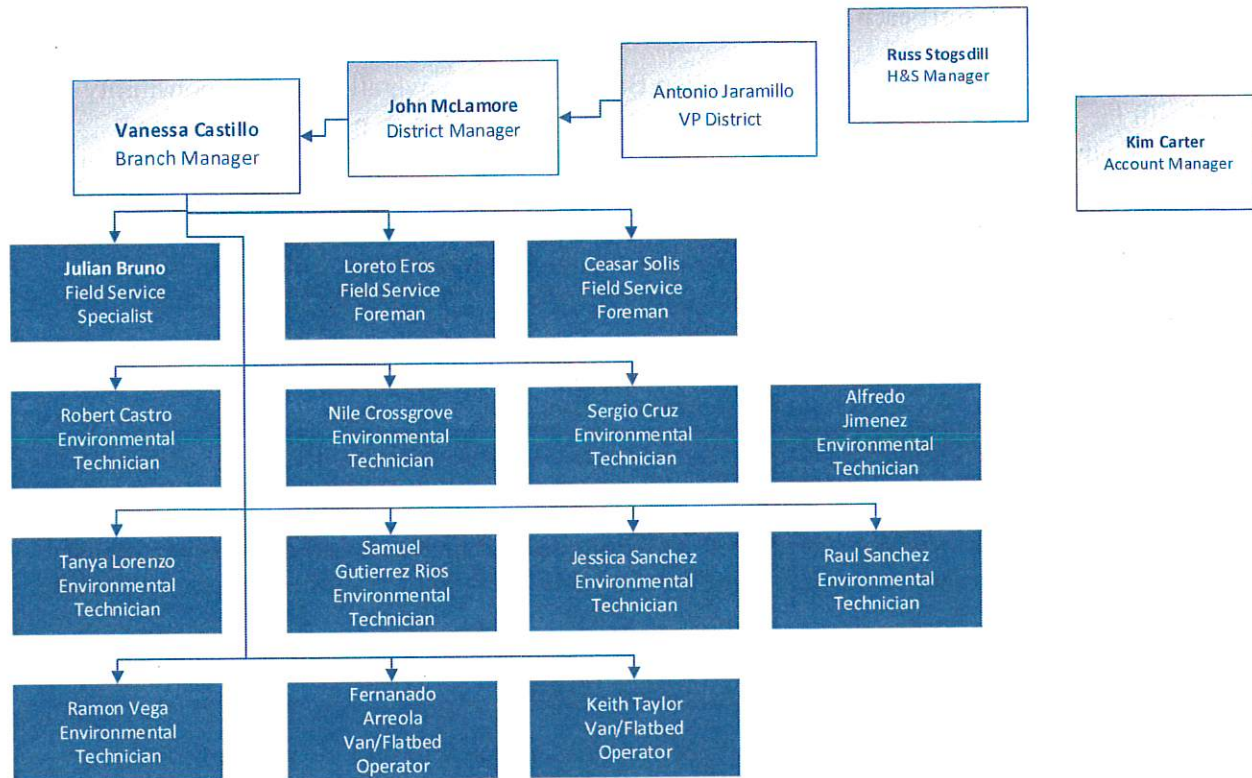 Russ Stogsdill
H&S Manager
Antonio Jaramillo
VP District
John McLamore
District Manager
Vanessa Castillo
Branch Manager
Kim Carter
Account Manager
Julian Bruno
Field Service
Specialist
Loreto Eros
Field Service
Foreman
Ceasar Solis
Field Service
Foreman
Robert Castro
Environmental
Technician
Nile Crossgrove
Environmental
Technician
Sergio Cruz
Environmental
Technician
Alfredo
Jimenez
Environmental
Technician
Tanya Lorenzo
Environmental
Technician
Samuel
Gutierrez Rios
Environmental
Technician
Jessica Sanchez
Environmental
Technician
Raul Sanchez
Environmental
Technician
Ramon Vega
Environmental
Technician
Fernanado
Arreola
Van/Flatbed
Operator
Keith Taylor
Van/Flatbed
Operator